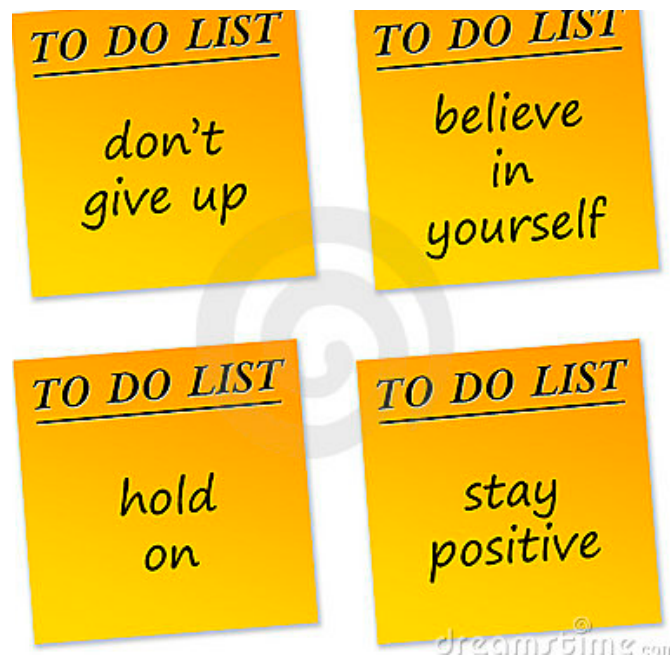 TO DO LIST
don't
give up
TO DO LIST
believe
in
yourself
TO DO LIST
hold
on
TO DO LIST
stay
positive
dreamstime.com